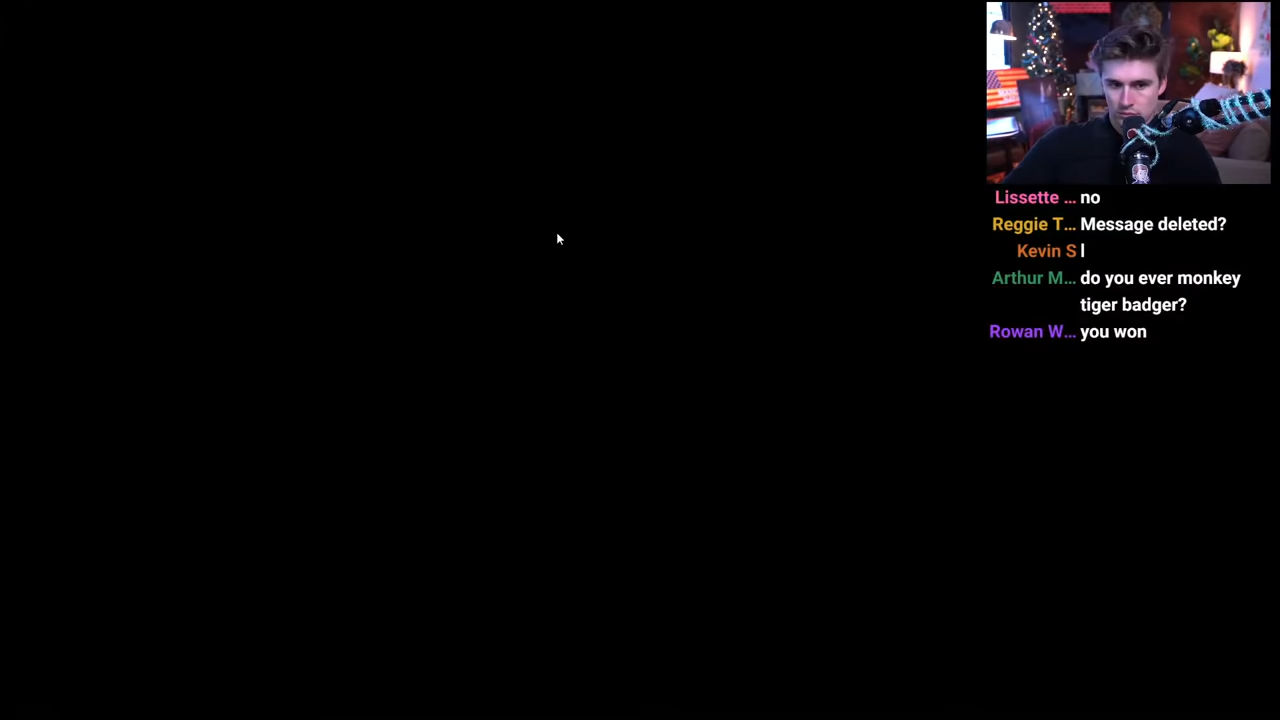 Lissette ... no
Reggie T... Message deleted?
Kevin S l
Arthur M... do you ever monkey
tiger badger?
Rowan W... you won